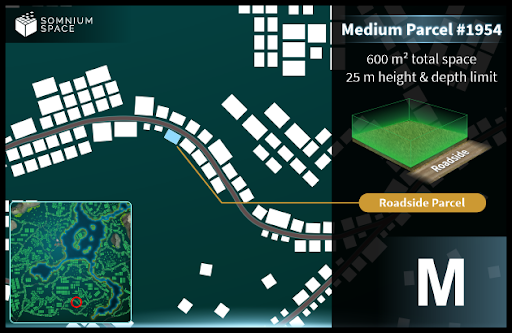 SOMNIUM
SPACE
Medium Parcel #1954
600 m² total space
25 m height & depth limit
Roadside
Roadside Parcel
M